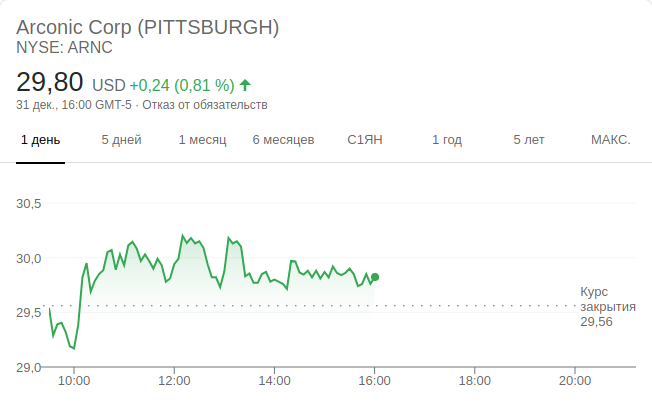 Arconic Corp (PITTSBURGH)
NYSE: ARNC
29,80 USD +0,24 (0,81 %)
31 дек., 16:00 GMT-5 · Отказ от обязательств
1 день 5 дней 1 месяц 6 месяцев С1ЯН 1 год 5 лет МАКС.
30,5
30,0
29,5
29,0
Курс
закрытия
29,56
10:00 12:00 14:00 16:00 18:00 20:00